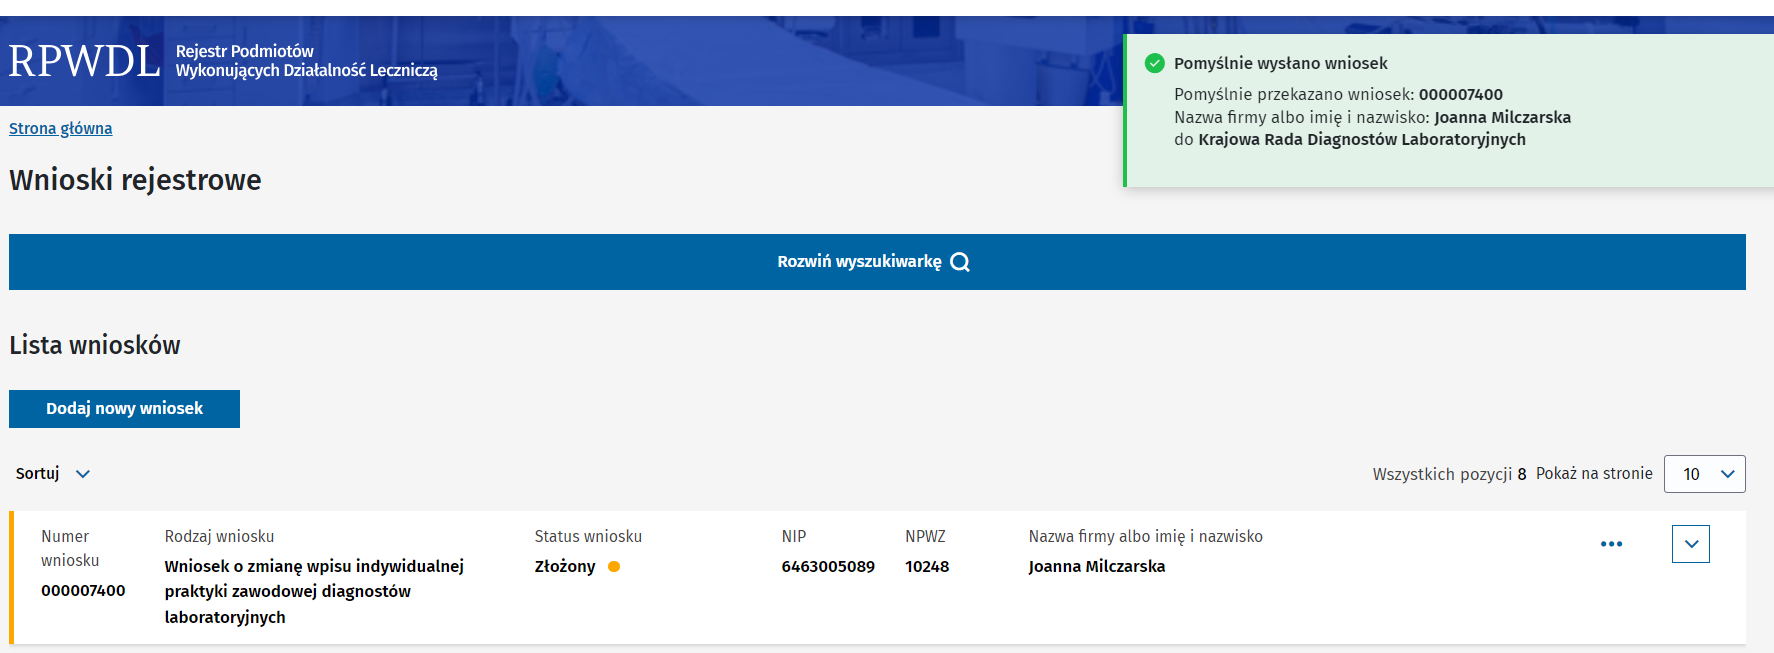 RPWDL
Rejestr Podmiotów
Wykonujących Działalność Leczniczą
Pomyślnie wysłano wniosek
Pomyślnie przekazano wniosek: 000007400
Nazwa firmy albo imię i nazwisko: Joanna Milczarska
do Krajowa Rada Diagnostów Laboratoryjnych
Strona główna
Wnioski rejestrowe
Rozwiń wyszukiwarkę
Lista wniosków
Dodaj nowy wniosek
Sortuj
Wszystkich pozycji 8 Pokaż na stronie 10
Numer
wniosku
000007400
Rodzaj wniosku
Wniosek o zmianę wpisu indywidualnej
praktyki zawodowej diagnostów
laboratoryjnych
Status wniosku
Złożony
NIP
6463005089
NPWZ
10248
Nazwa firmy albo imię i nazwisko
Joanna Milczarska